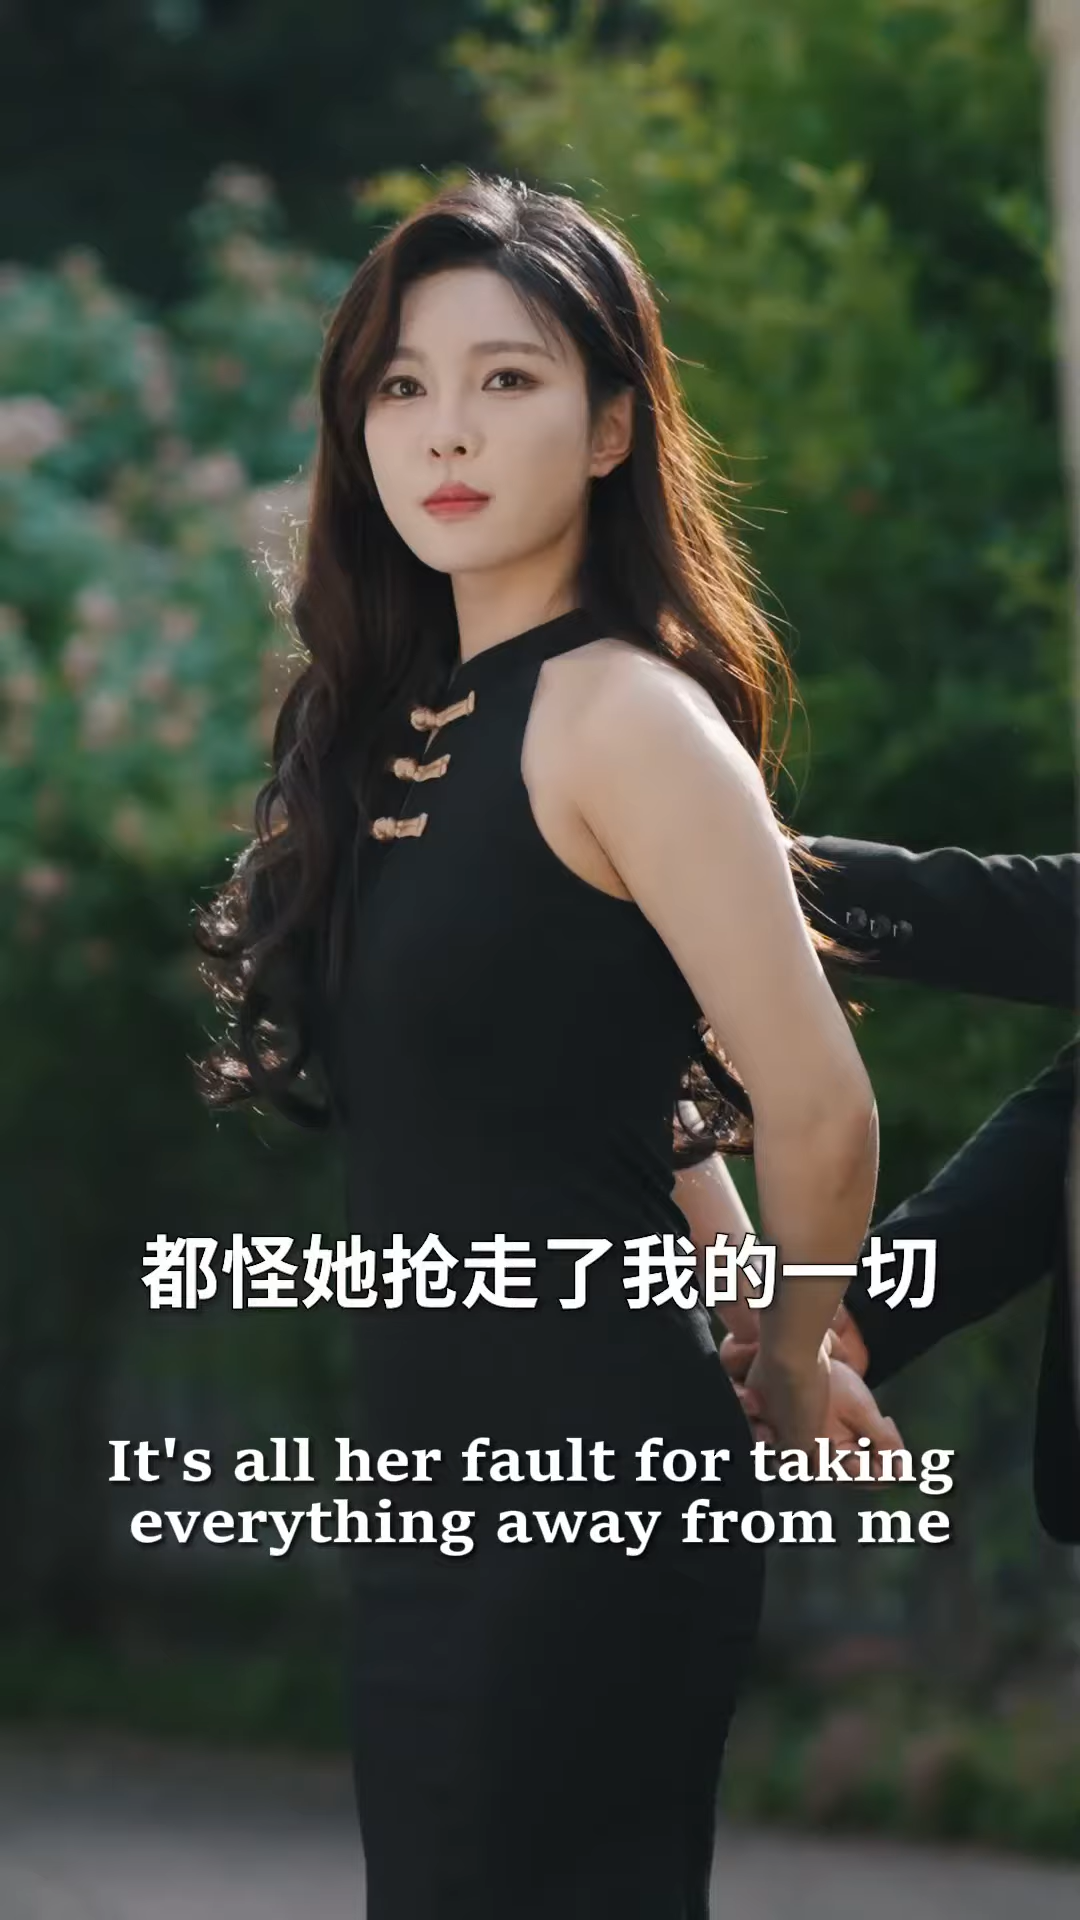 都怪她抢走了我的一切
It's all her fault for taking
everything away from me